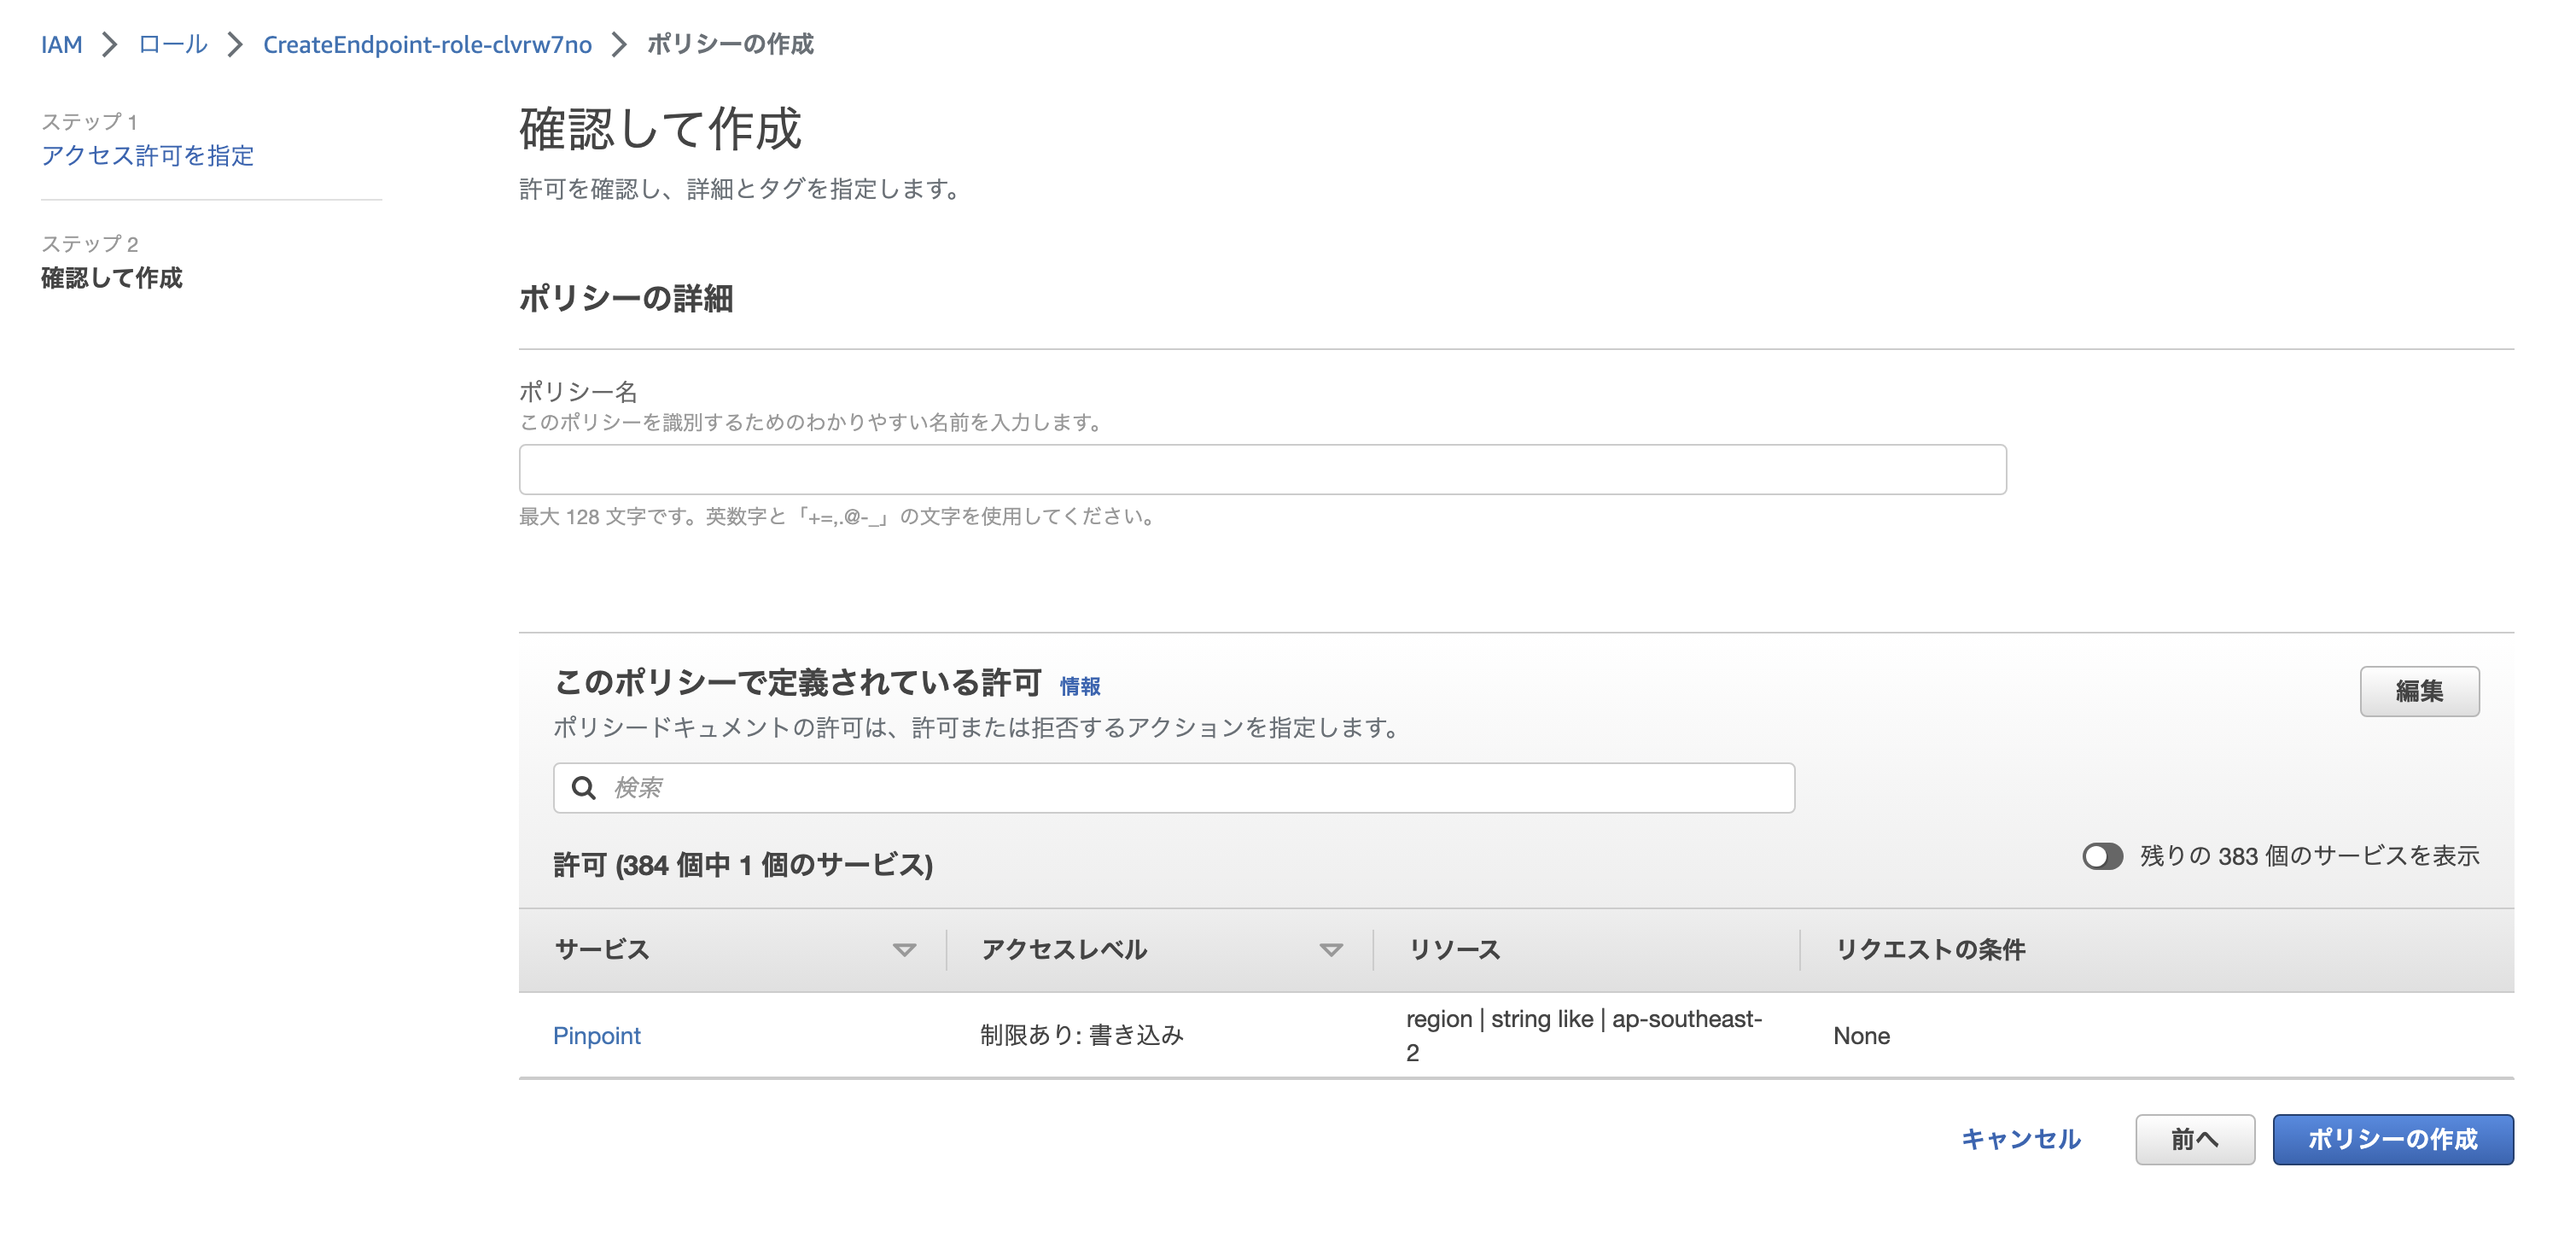 IAM ロール CreateEndpoint-role-clvrw7no ポリシーの作成
ステップ 1
アクセス許可を指定
ステップ 2
確認して作成
確認して作成
許可を確認し、詳細とタグを指定します。
ポリシーの詳細
ポリシー名
このポリシーを識別するためのわかりやすい名前を入力します。
最大 128 文字です。英数字と「+=,.@-_」の文字を使用してください。
このポリシーで定義されている許可 情報
編集
ポリシードキュメントの許可は、許可または拒否するアクションを指定します。
検索
許可 (384 個中 1 個のサービス)
残りの 383 個のサービスを表示
サービス アクセスレベル リソース リクエストの条件
Pinpoint 制限あり: 書き込み region | string like | ap-southeast-
2 None
キャンセル 前へ ポリシーの作成